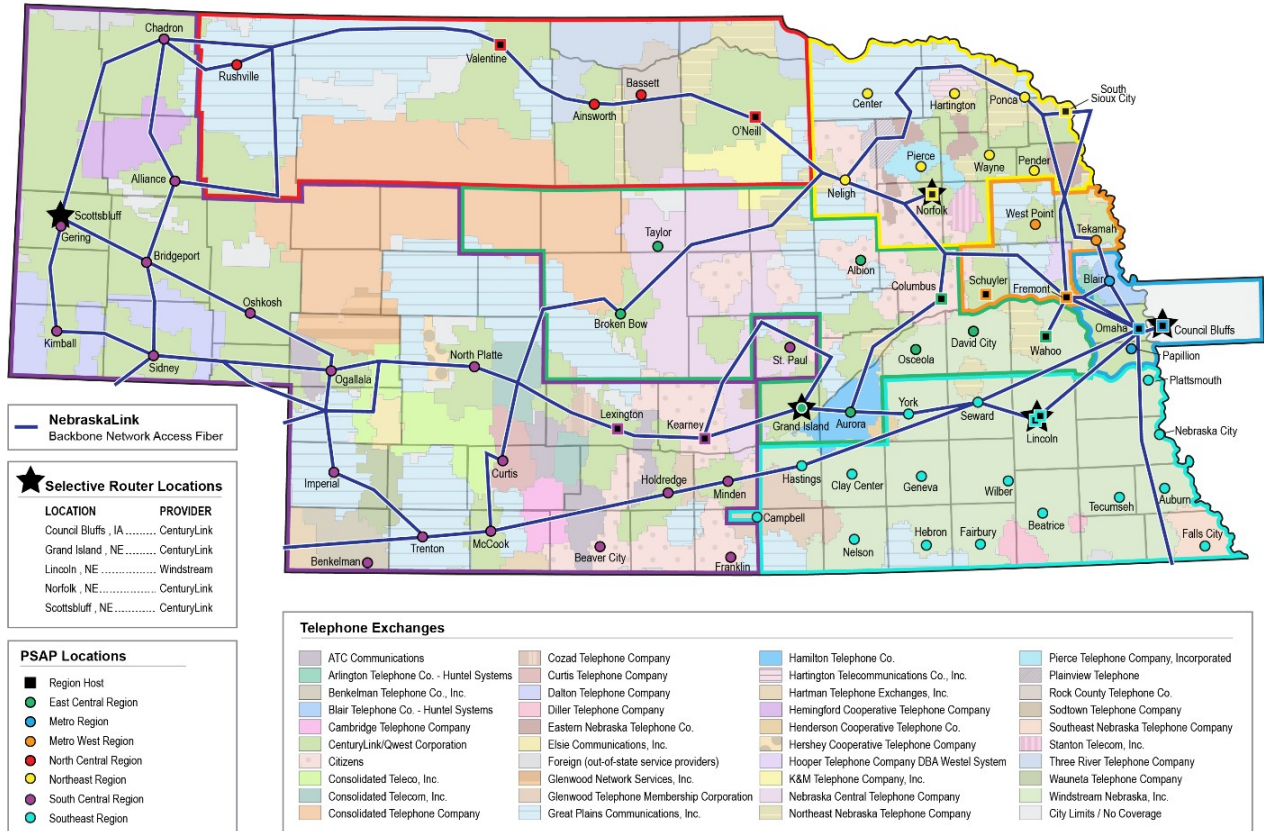 Chadron
Rushville
Valentine
Ainsworth
Bassett
O'Neill
Center
Hartington
Ponca
South
Sioux City
Pierce
Wayne
Pender
Neligh
Norfolk
Alliance
Scottsbluff
Gering
Bridgeport
Oshkosh
Kimball
Sidney
Taylor
Broken Bow
Albion
Columbus
Schuyler
West Point
Tekamah
Fremont
Blair
Omaha
Council Bluffs
Papillion
Plattsmouth
Nebraska City
David City
Wahoo
Osceola
St. Paul
North Platte
Ogallala
Lexington
Kearney
Grand Island
Aurora
York
Seward
Lincoln
Imperial
Curtis
Holdredge
Minden
Hastings
Clay Center
Geneva
Wilber
Tecumseh
Auburn
Campbell
Beatrice
Trenton
McCook
Benkelman
Beaver City
Franklin
Nelson
Hebron
Fairbury
Falls City
NebraskaLink
Backbone Network Access Fiber
Selective Router Locations
LOCATION PROVIDER
Council Bluffs , IA ........ CenturyLink
Grand Island , NE ........ CenturyLink
Lincoln , NE ................. Windstream
Norfolk , NE ................. CenturyLink
Scottsbluff , NE ........... CenturyLink
PSAP Locations
Region Host
East Central Region
Metro Region
Metro West Region
North Central Region
Northeast Region
South Central Region
Southeast Region
Telephone Exchanges
ATC Communications
Arlington Telephone Co. - Huntel Systems
Benkelman Telephone Co., Inc.
Blair Telephone Co. - Huntel Systems
Cambridge Telephone Company
CenturyLink/Qwest Corporation
Citizens
Consolidated Teleco, Inc.
Consolidated Telecom, Inc.
Consolidated Telephone Company
Cozad Telephone Company
Curtis Telephone Company
Dalton Telephone Company
Diller Telephone Company
Eastern Nebraska Telephone Co.
Elsie Communications, Inc.
Foreign (out-of-state service providers)
Glenwood Network Services, Inc.
Glenwood Telephone Membership Corporation
Great Plains Communications, Inc.
Hamilton Telephone Co.
Hartington Telecommunications Co., Inc.
Hartman Telephone Exchanges, Inc.
Hemingford Cooperative Telephone Company
Henderson Cooperative Telephone Co.
Hershey Cooperative Telephone Company
Hooper Telephone Company DBA Westel System
K&M Telephone Company, Inc.
Nebraska Central Telephone Company
Northeast Nebraska Telephone Company
Pierce Telephone Company, Incorporated
Plainview Telephone
Rock County Telephone Co.
Sodtown Telephone Company
Southeast Nebraska Telephone Company
Stanton Telecom, Inc.
Three River Telephone Company
Wauneta Telephone Company
Windstream Nebraska, Inc.
City Limits / No Coverage